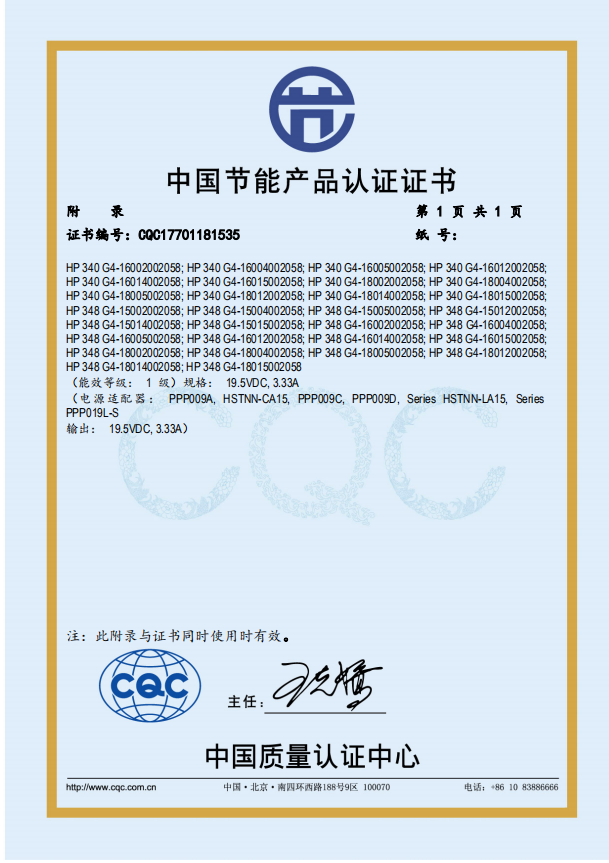 中国节能产品认证证书
附 录 第 1 页 共 1 页
证书编号：CQC17701181535 纸 号：
HP 340 G4-16002002058; HP 340 G4-16004002058; HP 340 G4-16005002058; HP 340 G4-16012002058;
HP 340 G4-16014002058; HP 340 G4-16015002058; HP 340 G4-18002002058; HP 340 G4-18004002058;
HP 340 G4-18005002058; HP 340 G4-18012002058; HP 340 G4-18014002058; HP 340 G4-18015002058;
HP 348 G4-15002002058; HP 348 G4-15004002058; HP 348 G4-15005002058; HP 348 G4-15012002058;
HP 348 G4-15014002058; HP 348 G4-15015002058; HP 348 G4-16002002058; HP 348 G4-16004002058;
HP 348 G4-16005002058; HP 348 G4-16012002058; HP 348 G4-16014002058; HP 348 G4-16015002058;
HP 348 G4-18002002058; HP 348 G4-18004002058; HP 348 G4-18005002058; HP 348 G4-18012002058;
HP 348 G4-18014002058; HP 348 G4-18015002058
（能效等级： 1 级）规格： 19.5VDC, 3.33A
（电源适配器： PPP009A, HSTNN-CA15, PPP009C, PPP009D, Series HSTNN-LA15, Series
PPP019L-S
输出： 19.5VDC, 3.33A）
CQC
注：此附录与证书同时使用时有效。
CQC
主任：
中国质量认证中心
http://www.cqc.com.cn 中国·北京·南四环西路188号9区 100070 电话：+86 10 83886666